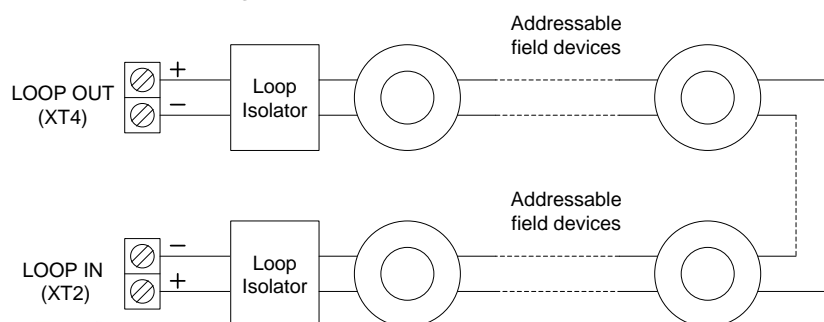 Addressable
field devices
LOOP OUT
(XT4)
+
−
Loop
Isolator
Addressable
field devices
LOOP IN
(XT2)
−
+
Loop
Isolator